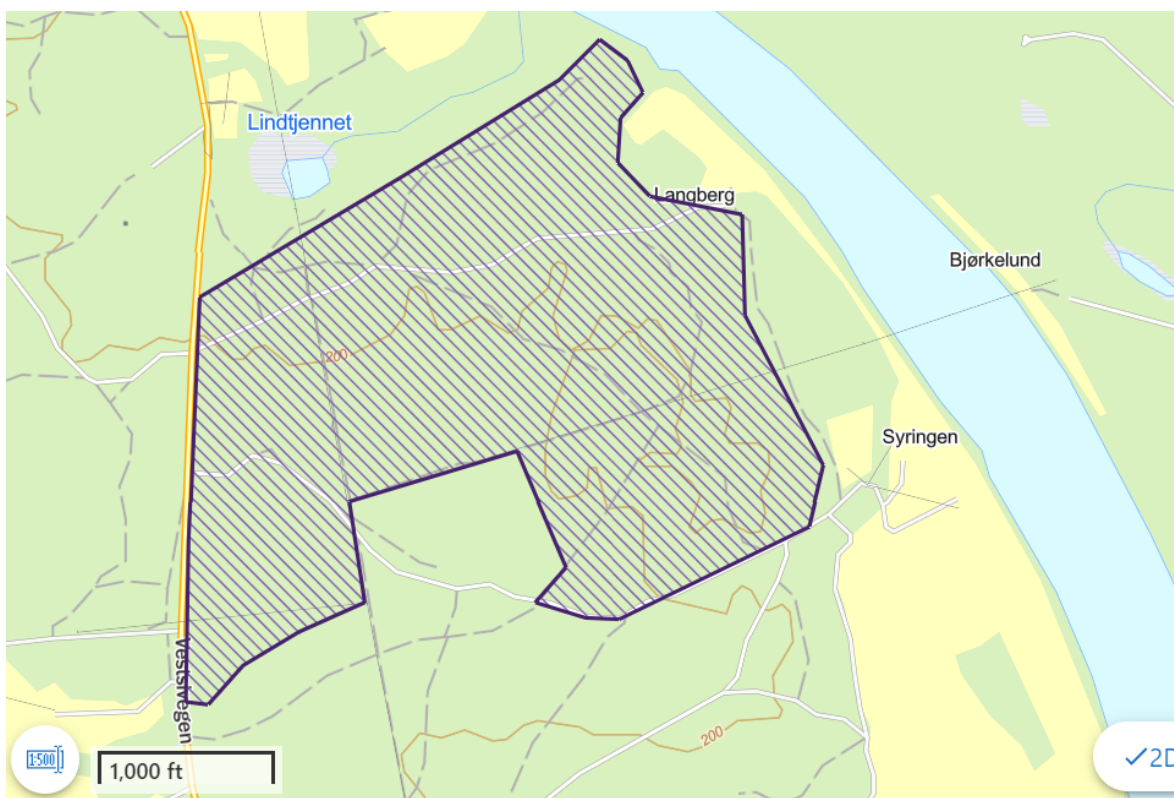 Lindtjennet
Langberg
Bjørkelund
200
Syringen
Vestsivegen
200
1:500
1,000 ft
2D